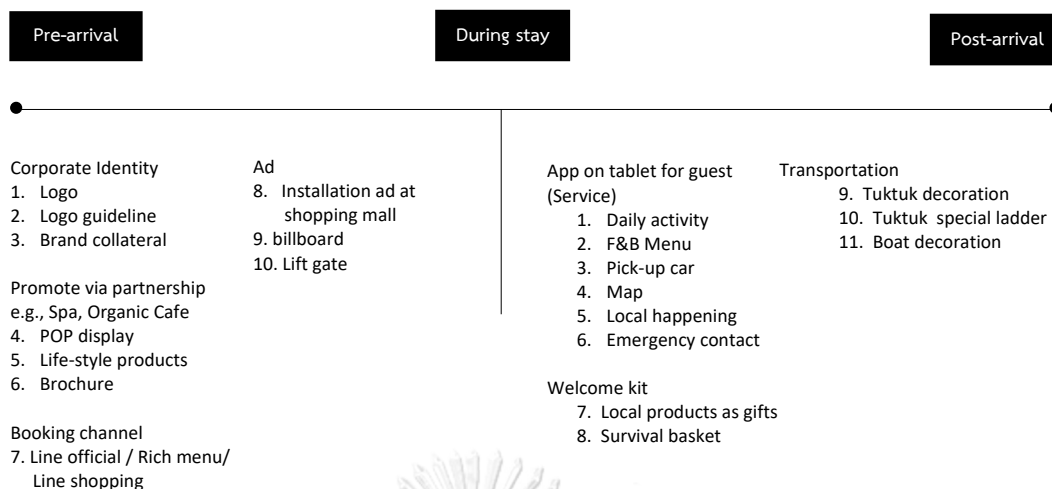 Pre-arrival
During stay
Post-arrival
Corporate Identity
1. Logo
2. Logo guideline
3. Brand collateral
Promote via partnership
e.g., Spa, Organic Cafe
4. POP display
5. Life-style products
6. Brochure
Booking channel
7. Line official / Rich menu/
Line shopping
Ad
8. Installation ad at
shopping mall
9. billboard
10. Lift gate
App on tablet for guest
(Service)
1. Daily activity
2. F&B Menu
3. Pick-up car
4. Map
5. Local happening
6. Emergency contact
Welcome kit
7. Local products as gifts
8. Survival basket
Transportation
9. Tuktuk decoration
10. Tuktuk special ladder
11. Boat decoration